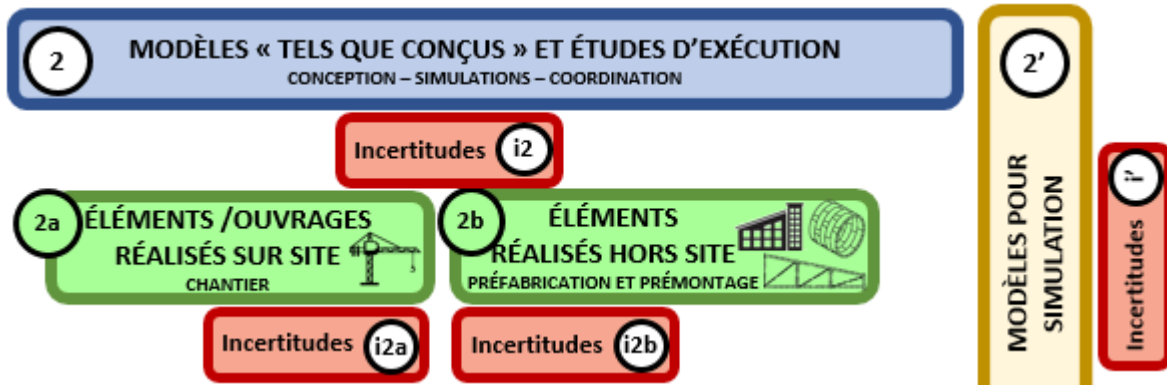 2
MODÈLES « TELS QUE CONÇUS » ET ÉTUDES D’EXÉCUTION
CONCEPTION – SIMULATIONS – COORDINATION
Incertitudes i2
2a
ÉLÉMENTS /OUVRAGES
RÉALISÉS SUR SITE
CHANTIER
2b
ÉLÉMENTS
RÉALISÉS HORS SITE
PRÉFABRICATION ET PRÉMONTAGE
Incertitudes i2a
Incertitudes i2b
2’
MODÈLES POUR
SIMULATION
Incertitudes i’